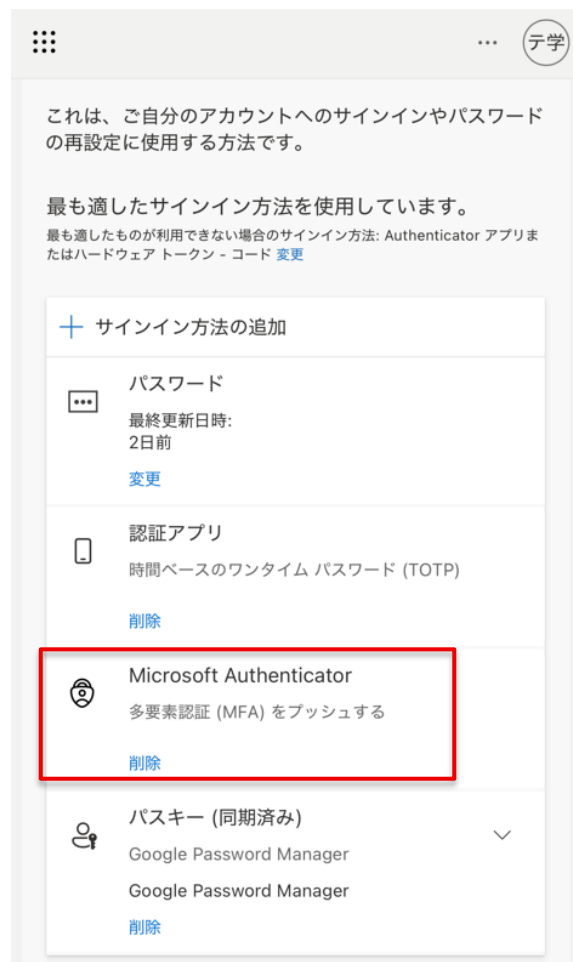 テ学
これは、ご自分のアカウントへのサインインやパスワード
の再設定に使用する方法です。
最も適したサインイン方法を使用しています。
最も適したものが利用できない場合のサインイン方法: Authenticator アプリま
たはハードウェア トークン - コード 変更
サインイン方法の追加
パスワード
最終更新日時:
2日前
変更
認証アプリ
時間ベースのワンタイム パスワード (TOTP)
削除
Microsoft Authenticator
多要素認証 (MFA) をプッシュする
削除
パスキー (同期済み)
Google Password Manager
Google Password Manager
削除